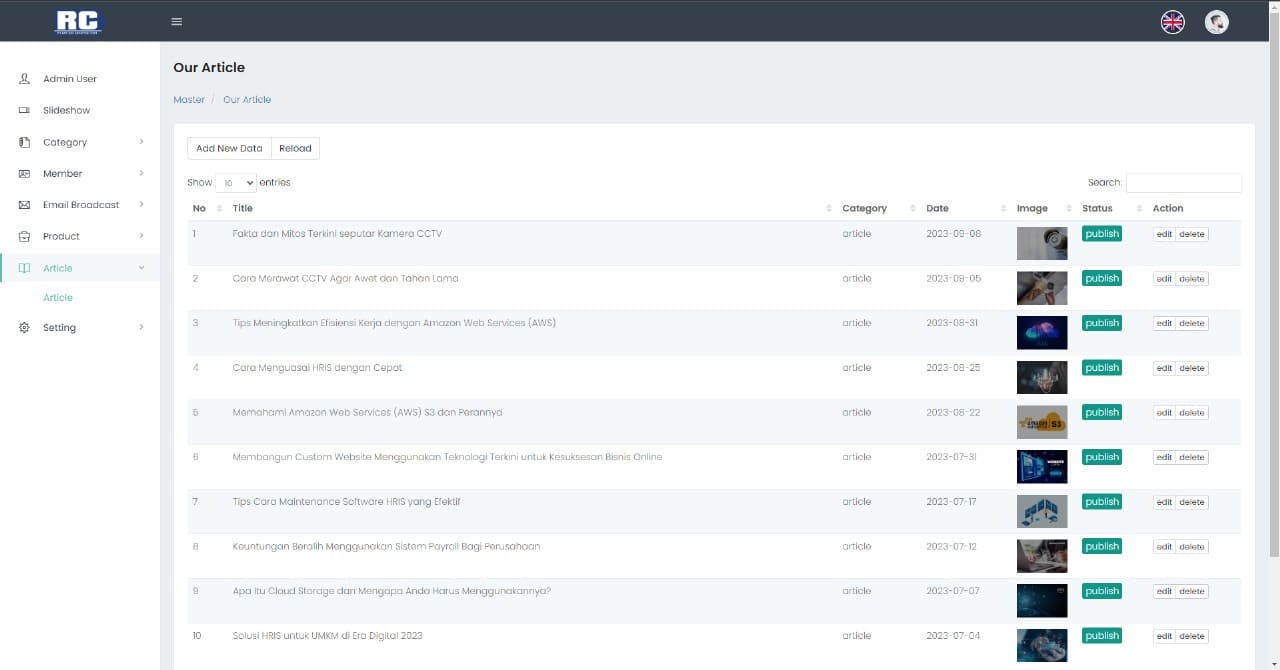 RC
Our Article
Master / Our Article
Admin User
Slideshow
Category
Member
Email Broadcast
Product
Article
Article
Setting
Add New Data Reload
Show 10 entries Search:
No Title Category Date Image Status Action
1 Fakta dan Mitos Terkini seputar Kamera CCTV article 2023-09-08 publish edit delete
2 Cara Merawat CCTV Agar Awet dan Tahan Lama article 2023-09-05 publish edit delete
3 Tips Meningkatkan Efisiensi Kerja dengan Amazon Web Services (AWS) article 2023-08-31 publish edit delete
4 Cara Menguasai HRIS dengan Cepat article 2023-08-25 publish edit delete
5 Memahami Amazon Web Services (AWS) S3 dan Perannya article 2023-08-22 S3 publish edit delete
6 Membangun Custom Website Menggunakan Teknologi Terkini untuk Kesuksesan Bisnis Online article 2023-07-31 WEBSITE publish edit delete
7 Tips Cara Maintenance Software HRIS yang Efektif article 2023-07-17 publish edit delete
8 Keuntungan Beralih Menggunakan Sistem Payroll Bagi Perusahaan article 2023-07-12 publish edit delete
9 Apa Itu Cloud Storage dan Mengapa Anda Harus Menggunakannya? article 2023-07-07 publish edit delete
10 Solusi HRIS untuk UMKM di Era Digital 2023 article 2023-07-04 publish edit delete